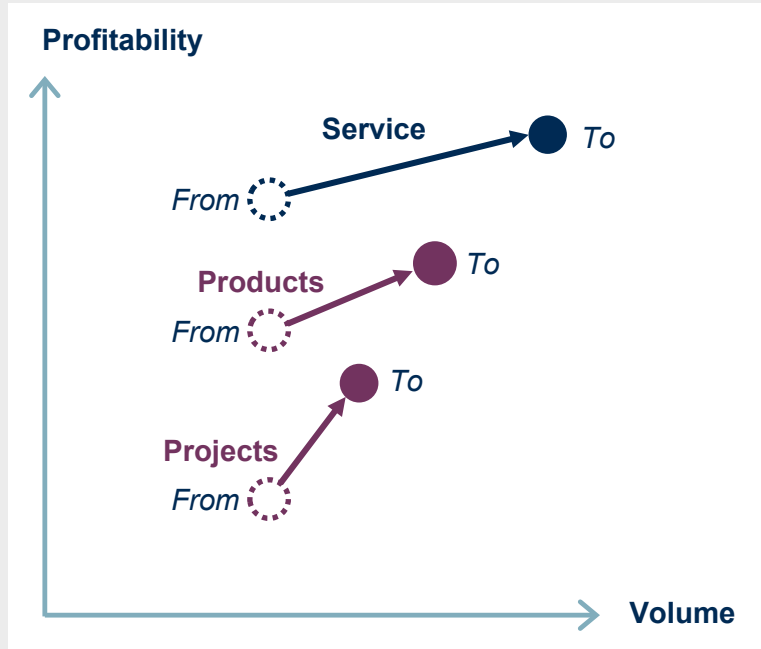 Profitability
Service
To
From
Products
To
From
To
Projects
From
Volume